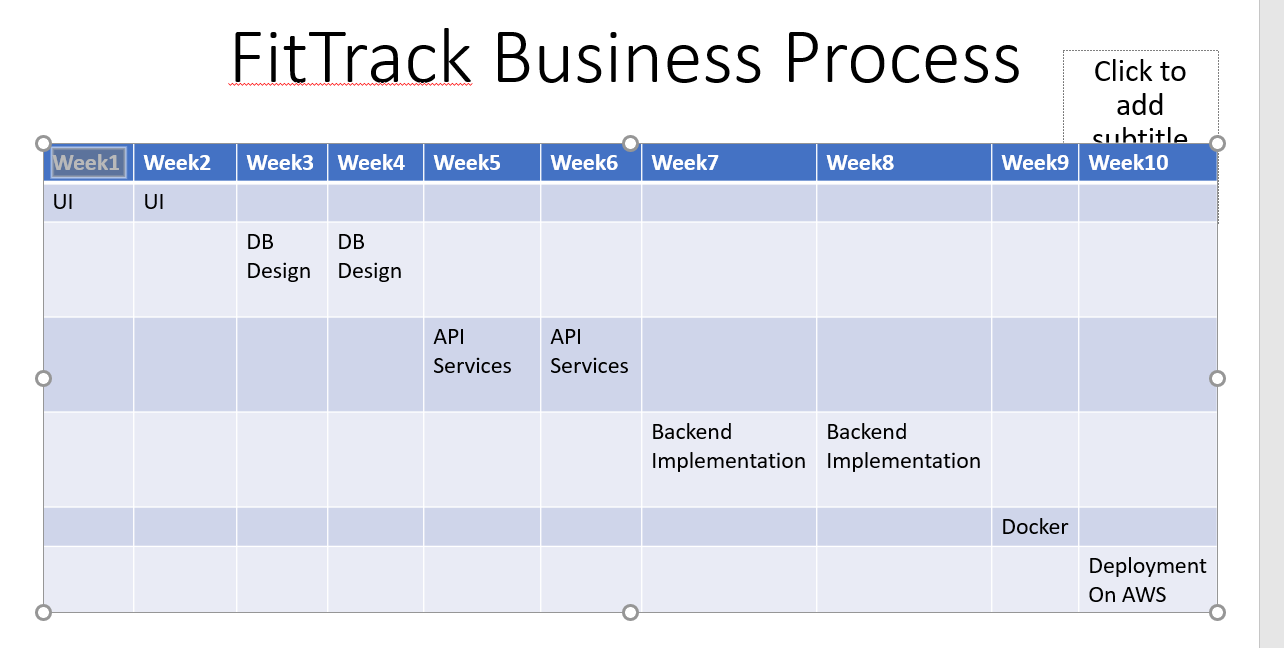 FitTrack Business Process
Click to
add
subtitle
Week1 Week2 Week3 Week4 Week5 Week6 Week7 Week8 Week9 Week10
UI UI
DB DB
Design Design
API API
Services Services
Backend Backend
Implementation Implementation
Docker
Deployment
On AWS